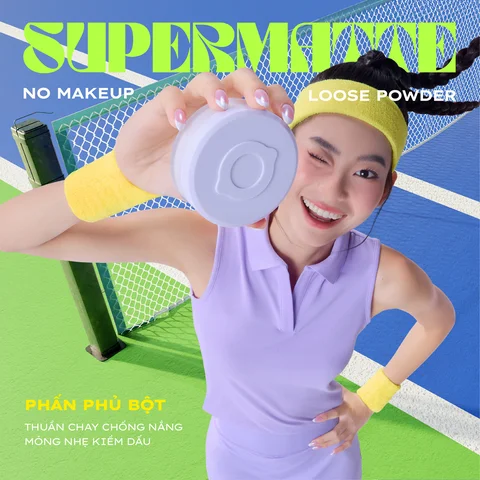 SUPERMATTE
NO MAKEUP LOOSE POWDER
PHẤN PHỦ BỘT
THUẦN CHAY CHỐNG NẮNG
MỎNG NHẸ KIỀM DẦU